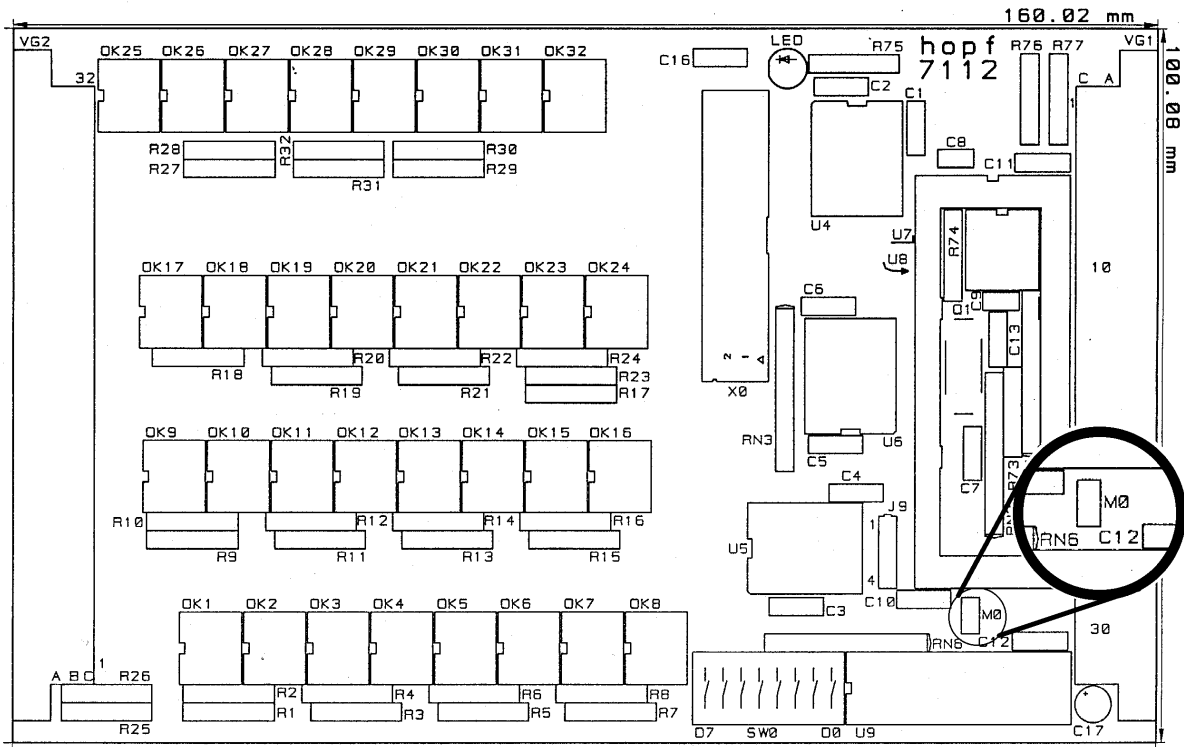 160.02 mm
VG2
OK25 OK26 OK27 OK28 OK29 OK30 OK31 OK32
C16
LED
R75
hopf
7112
R76 R77
VG1
100.08 mm
32
C2
C1
C A
1
R28
R32
R30
R27
R31
R29
C8
C11
U4
U7
U8
R74
10
OK17 OK18 OK19 OK20 OK21 OK22 OK23 OK24
C6
C9
Q1
C13
R18
R20
R22
R24
R19
R21
R23
R17
2 1
X0
RN3
OK9 OK10 OK11 OK12 OK13 OK14 OK15 OK16
U6
C5
C7
R73
C4
J9
M0
R10
R12
R14
R16
1
RN6 C12
R9
R11
R13
R15
U5
4
OK1 OK2 OK3 OK4 OK5 OK6 OK7 OK8
C3
C10
M0
30
RN6
C12
1
A B C
R26
R2
R4
R6
R8
R25
R1
R3
R5
R7
D7 SW0 D0 U9
+
C17